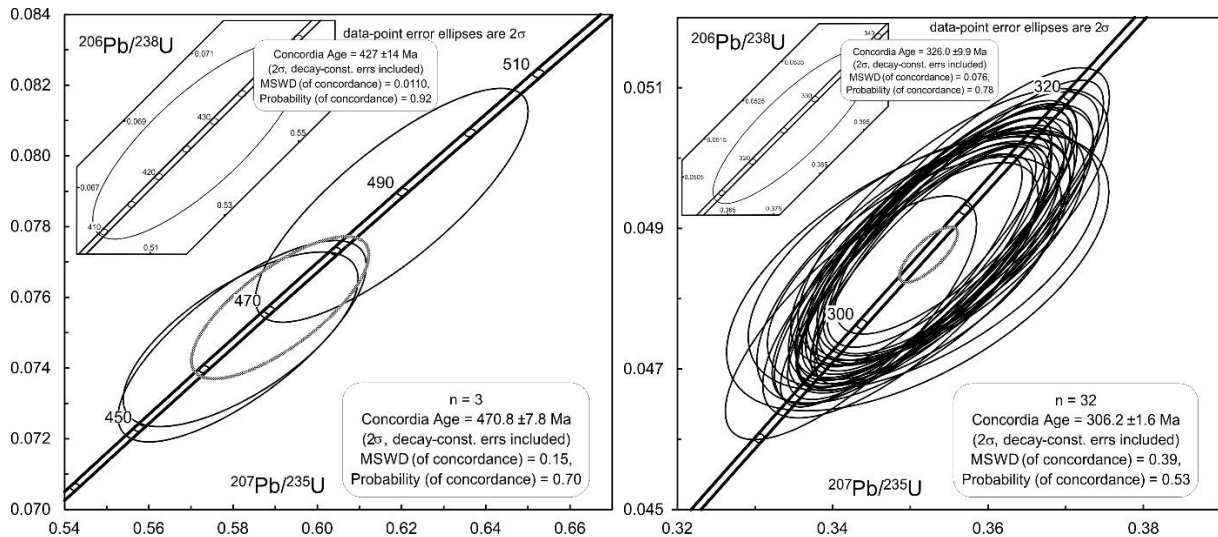 0.084
0.082
0.080
0.078
0.076
0.074
0.072
0.070
0.54
0.56
0.58
0.60
0.62
0.64
0.66
206Pb/238U
207Pb/235U
data-point error ellipses are 2σ
Concordia Age = 427 ±14 Ma
(2σ, decay-const. errs included)
MSWD (of concordance) = 0.0110,
Probability (of concordance) = 0.92
0.071
0.069
0.067
430
420
410
0.55
0.53
0.51
510
490
470
450
n = 3
Concordia Age = 470.8 ±7.8 Ma
(2σ, decay-const. errs included)
MSWD (of concordance) = 0.15,
Probability (of concordance) = 0.70
0.051
0.049
0.047
0.045
0.32
0.34
0.36
0.38
206Pb/238U
207Pb/235U
data-point error ellipses are 2σ
Concordia Age = 326.0 ±9.9 Ma
(2σ, decay-const. errs included)
MSWD (of concordance) = 0.076,
Probability (of concordance) = 0.78
0.0535
0.0528
0.0505
330
320
0.385
0.375
0.365
320
300
n = 32
Concordia Age = 306.2 ±1.6 Ma
(2σ, decay-const. errs included)
MSWD (of concordance) = 0.39,
Probability (of concordance) = 0.53